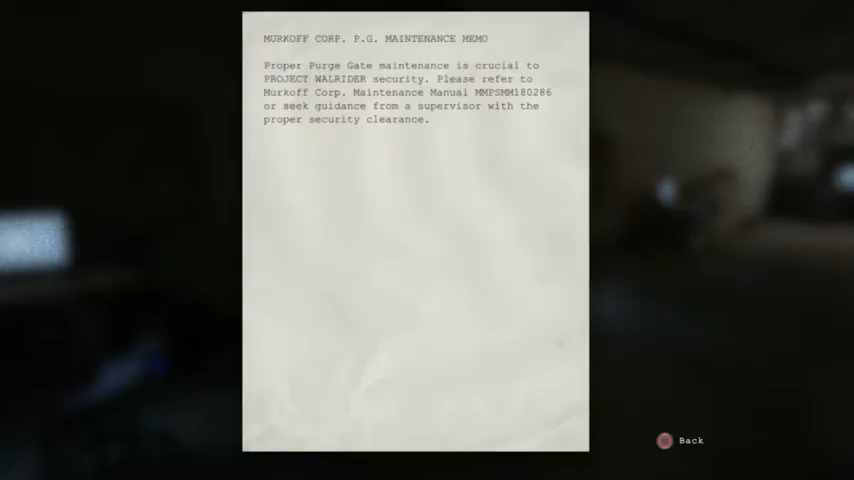 MURKOFF CORP. P.G. MAINTENANCE MEMO
Proper Purge Gate maintenance is crucial to
PROJECT WALRIDER security. Please refer to
Murkoff Corp. Maintenance Manual MMPSMM180286
or seek guidance from a supervisor with the
proper security clearance.
Back